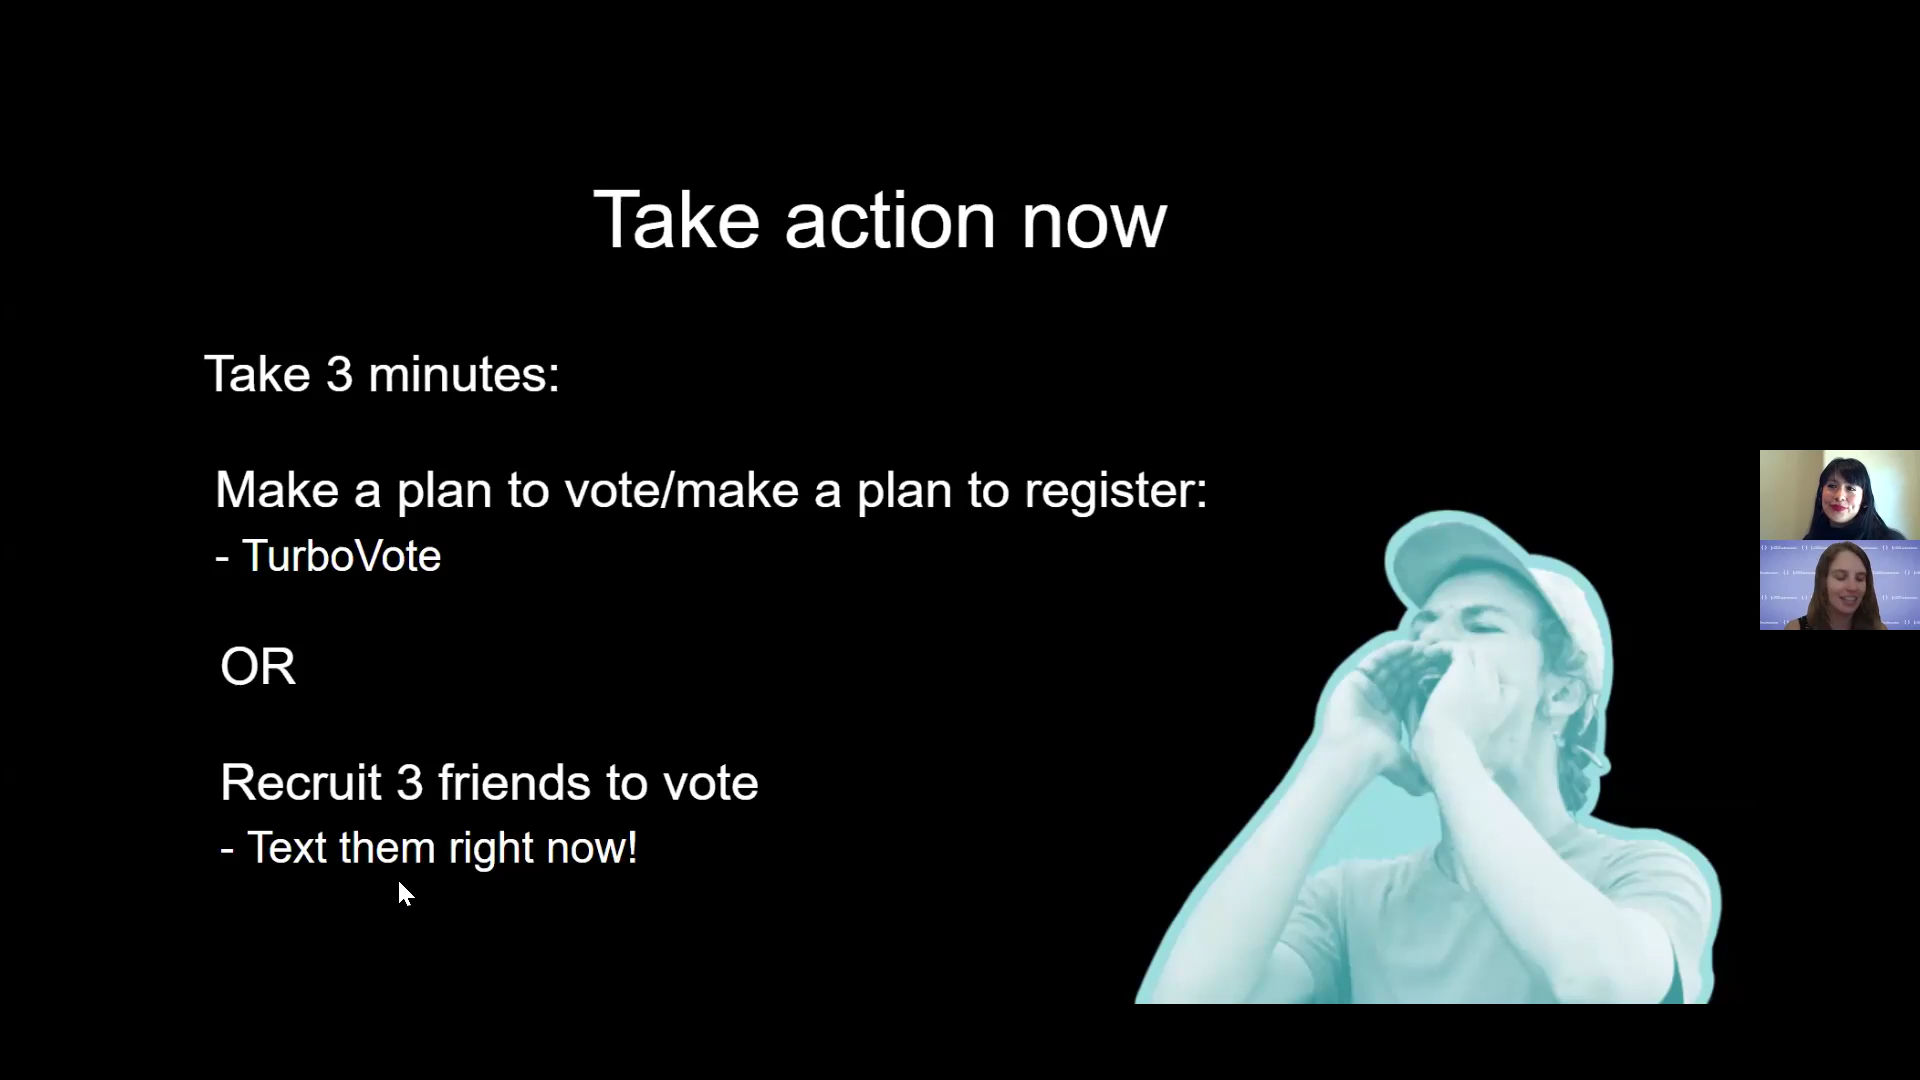 Take action now
Take 3 minutes:
Make a plan to vote/make a plan to register:
- TurboVote
OR
Recruit 3 friends to vote
- Text them right now!